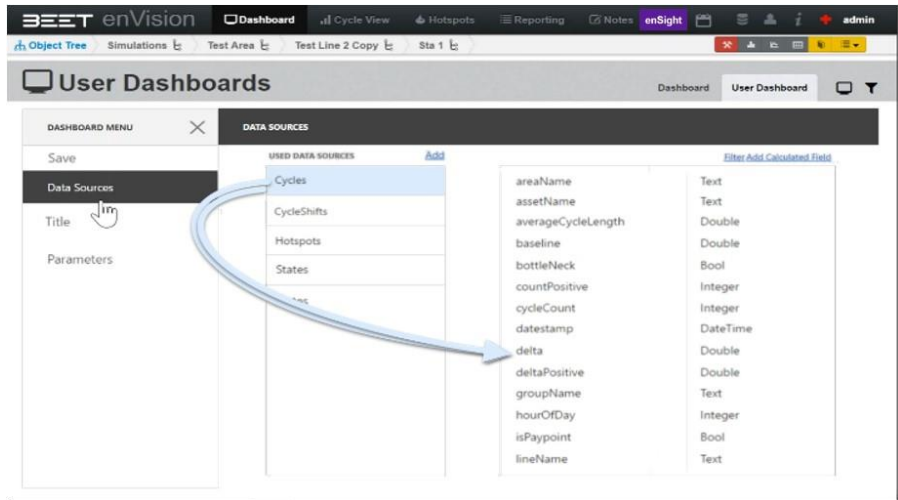 BEET enVision Dashboard Cycle View Hotspots Reporting Notes enSight admin
Object Tree Simulations Test Area Test Line 2 Copy Sta 1
User Dashboards Dashboard User Dashboard
DASHBOARD MENU DATA SOURCES
Save USED DATA SOURCES Add Filter Add Calculated Field
Data Sources Cycles areaName Text
CycleShifts assetName Text
Title averageCycleLength Double
Hotspots baseline Double
Parameters bottleNeck Bool
States countPositive Integer
cycleCount Integer
datestamp DateTime
delta Double
deltaPositive Double
groupName Text
hourOfDay Integer
isPaypoint Bool
lineName Text